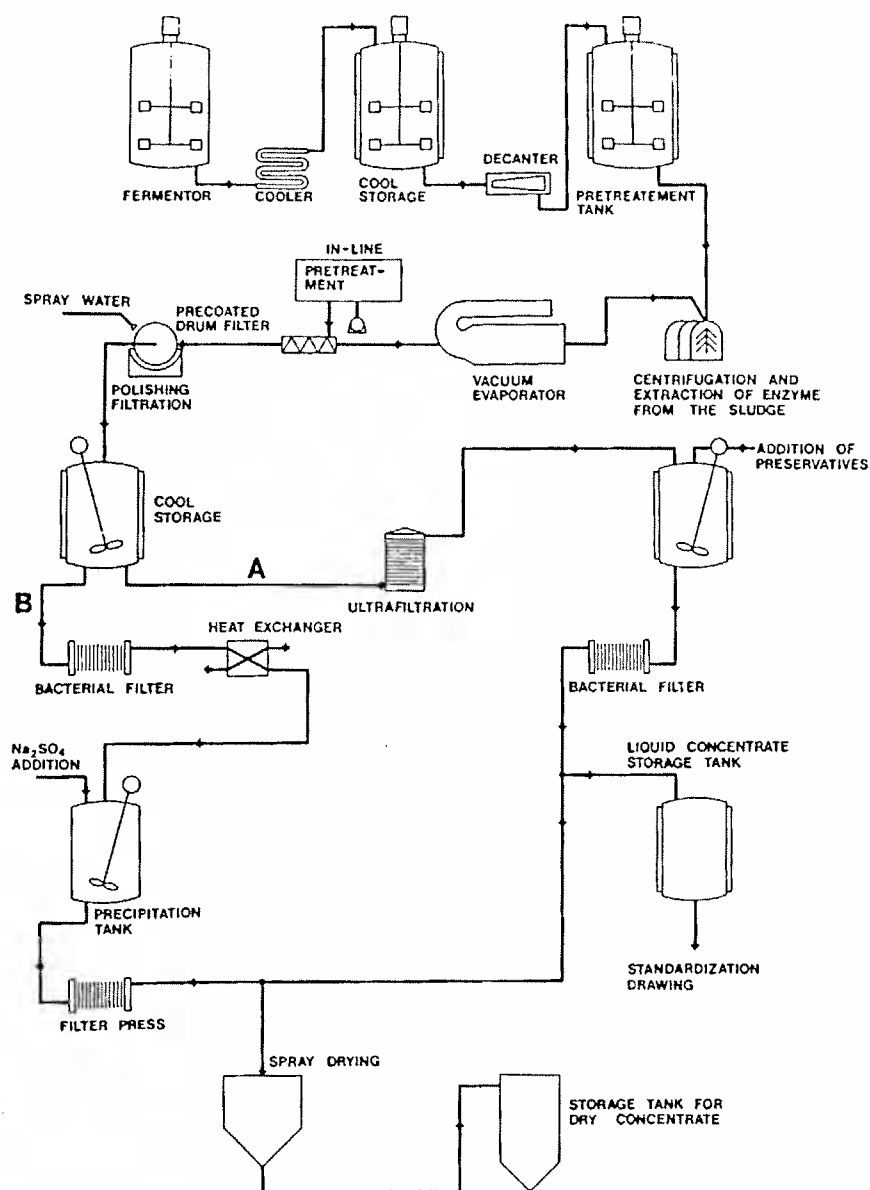 FERMENTOR
COOLER
COOL
STORAGE
DECANTER
PRETREATEMENT
TANK
IN-LINE
PRETREAT-
MENT
SPRAY WATER
PRECOATED
DRUM FILTER
POLISHING
FILTRATION
VACUUM
EVAPORATOR
CENTRIFUGATION AND
EXTRACTION OF ENZYME
FROM THE SLUDGE
COOL
STORAGE
ADDITION OF
PRESERVATIVES
A
ULTRAFILTRATION
B
HEAT EXCHANGER
BACTERIAL FILTER
BACTERIAL FILTER
Na₂SO₄
ADDITION
LIQUID CONCENTRATE
STORAGE TANK
PRECIPITATION
TANK
STANDARDIZATION
DRAWING
FILTER PRESS
SPRAY DRYING
STORAGE TANK FOR
DRY CONCENTRATE